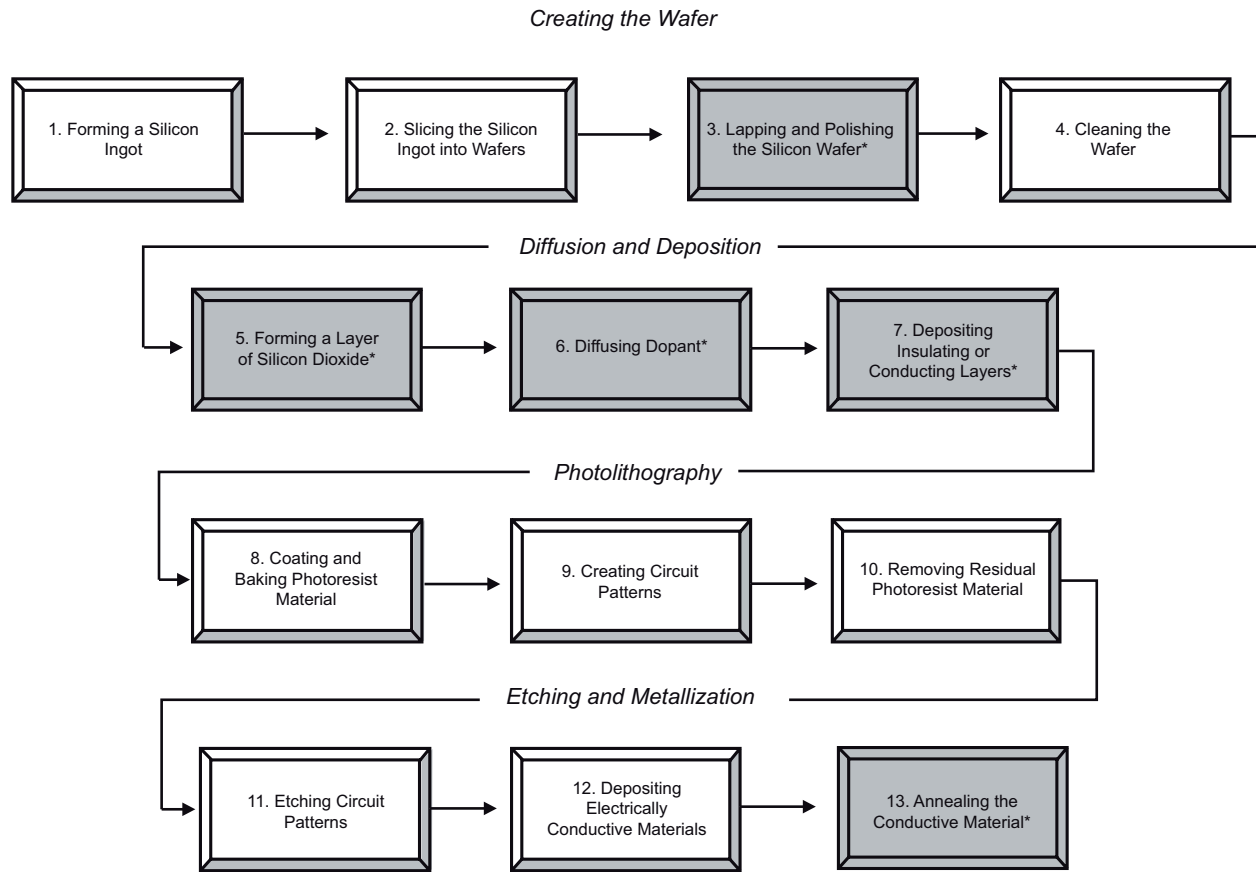 Creating the Wafer
1. Forming a Silicon
Ingot
2. Slicing the Silicon
Ingot into Wafers
3. Lapping and Polishing
the Silicon Wafer*
4. Cleaning the
Wafer
Diffusion and Deposition
5. Forming a Layer
of Silicon Dioxide*
6. Diffusing Dopant*
7. Depositing
Insulating or
Conducting Layers*
Photolithography
8. Coating and
Baking Photoresist
Material
9. Creating Circuit
Patterns
10. Removing Residual
Photoresist Material
Etching and Metallization
11. Etching Circuit
Patterns
12. Depositing
Electrically
Conductive Materials
13. Annealing the
Conductive Material*